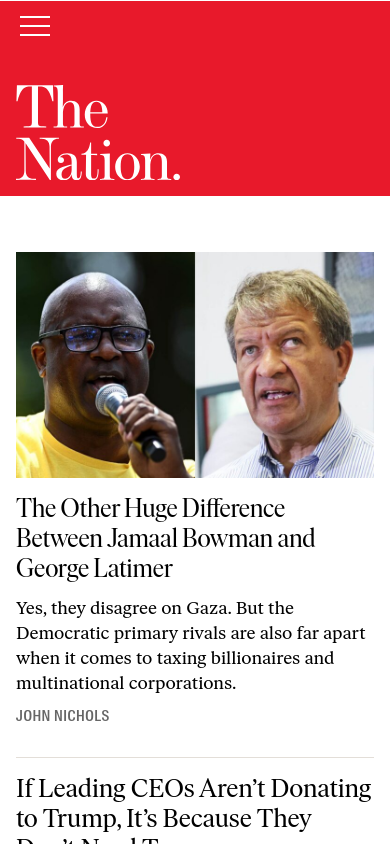 The
Nation.
The Other Huge Difference
Between Jamaal Bowman and
George Latimer
Yes, they disagree on Gaza. But the
Democratic primary rivals are also far apart
when it comes to taxing billionaires and
multinational corporations.
JOHN NICHOLS
If Leading CEOs Aren’t Donating
to Trump, It’s Because They
Don’t Need T